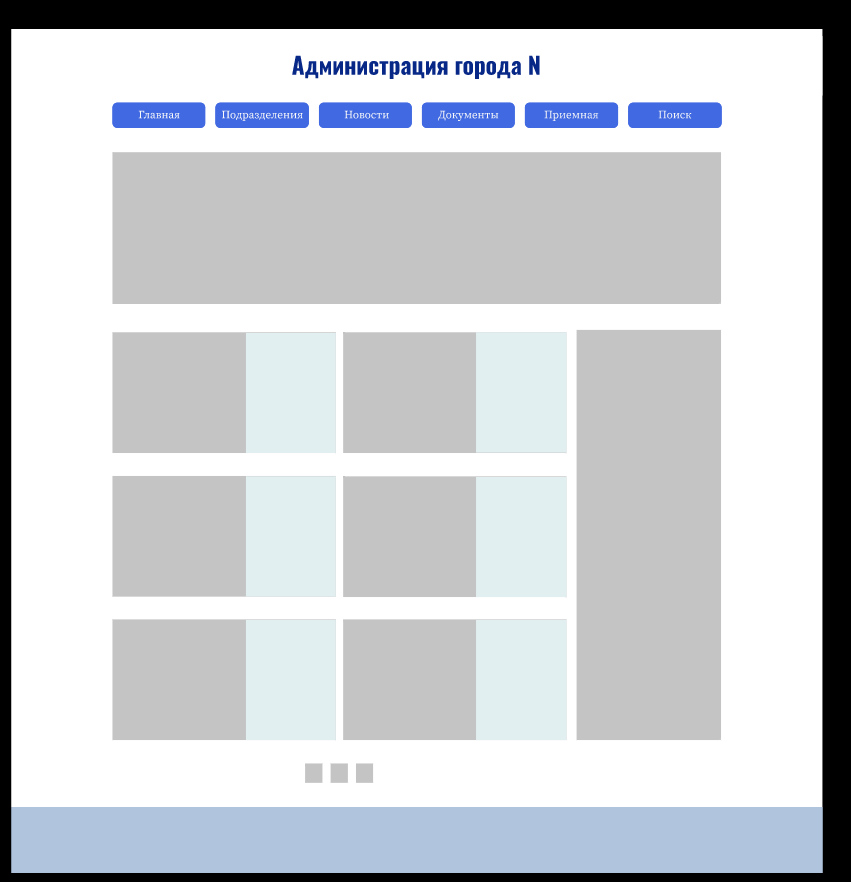 Администрация города N
Главная
Подразделения
Новости
Документы
Приемная
Поиск